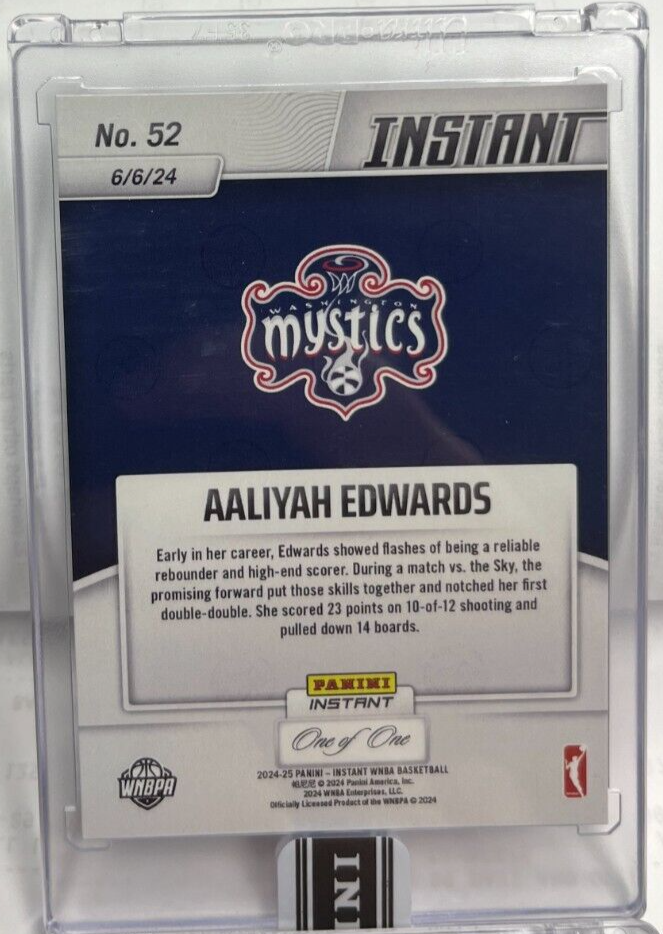 No. 52
INSTANT
6/6/24
WASHINGTON
mystics
AALIYAH EDWARDS
Early in her career, Edwards showed flashes of being a reliable
rebounder and high-end scorer. During a match vs. the Sky, the
promising forward put those skills together and notched her first
double-double. She scored 23 points on 10-of-12 shooting and
pulled down 14 boards.
PANINI
INSTANT
One of One
2024-25 PANINI – INSTANT WNBA BASKETBALL
帕尼尼 © 2024 Panini America, Inc.
2024 WNBA Enterprises, LLC.
Officially Licensed Product of the WNBPA © 2024
WNBPA
INI